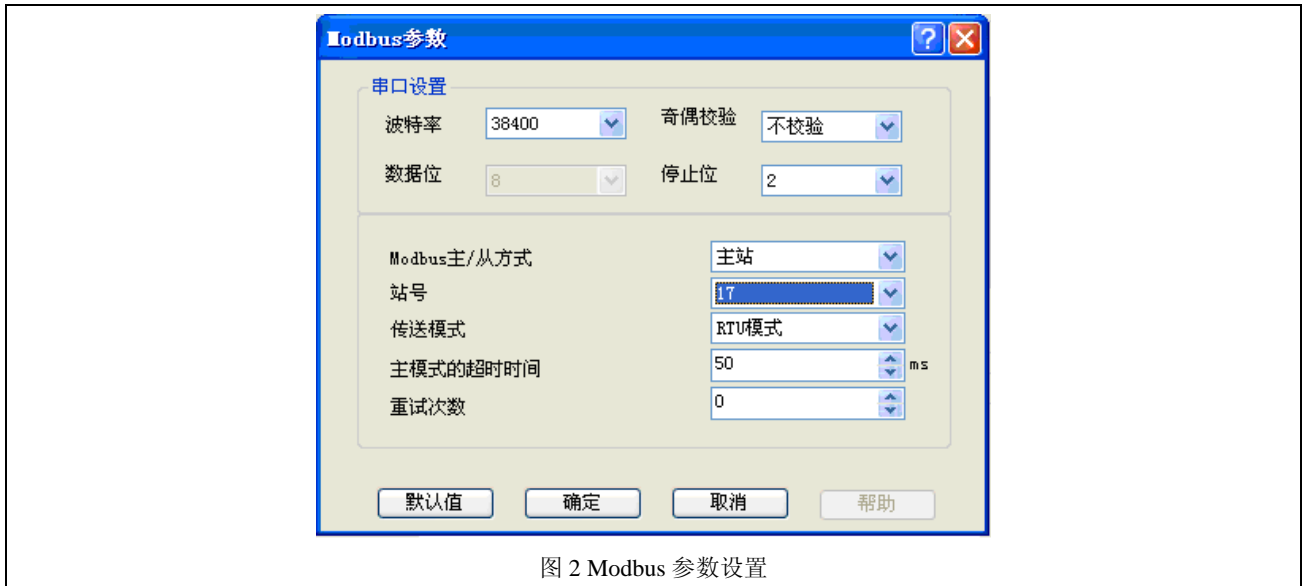 Modbus参数
串口设置
波特率 38400 奇偶校验 不校验
数据位 8 停止位 2
Modbus主/从方式 主站
站号 17
传送模式 RTU模式
主模式的超时时间 50 ms
重试次数 0
默认值 确定 取消 帮助
图 2 Modbus 参数设置